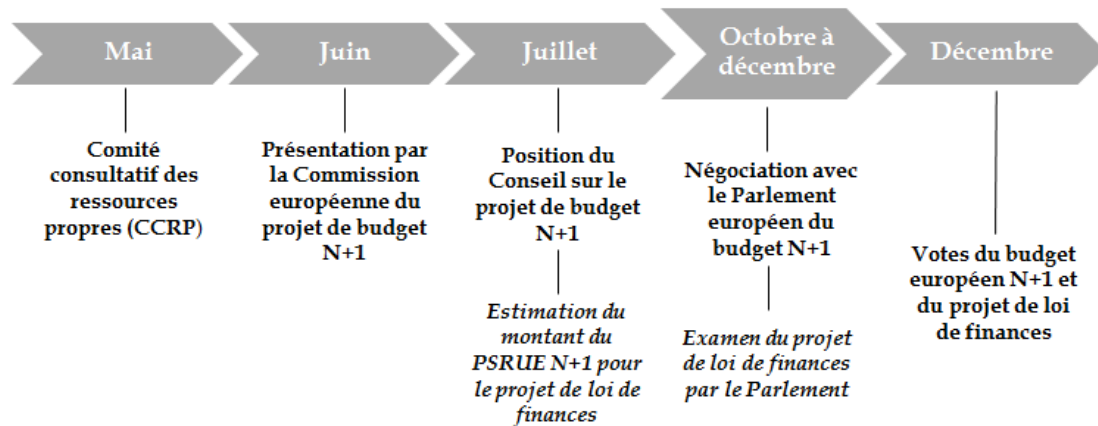 Mai
Comité
consultatif des
ressources
propres (CCRP)
Juin
Présentation par
la Commission
européenne du
projet de budget
N+1
Juillet
Position du
Conseil sur le
projet de budget
N+1
Estimation du
montant du
PSRUE N+1 pour
le projet de loi de
finances
Octobre à
décembre
Négociation avec
le Parlement
européen du
budget N+1
Examen du projet
de loi de finances
par le Parlement
Décembre
Votes du budget
européen N+1 et
du projet de loi
de finances